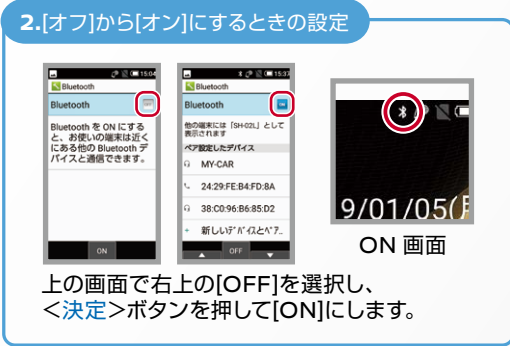 2.[オフ]から[オン]にするときの設定
15:04
Bluetooth
Bluetooth
OFF
Bluetooth を ON にする
と、お使いの端末は近く
にある他の Bluetooth デ
バイスと通信できます。
ON
15:37
Bluetooth
Bluetooth
ON
他の端末には「SH-02L」として
表示されます
ペア設定したデバイス
MY-CAR
24:29:FE:B4:FD:8A
38:C0:96:B6:85:D2
新しいデバイスとペア...
OFF
9/01/05(
ON 画面
上の画面で右上の[OFF]を選択し、
<決定>ボタンを押して[ON]にします。